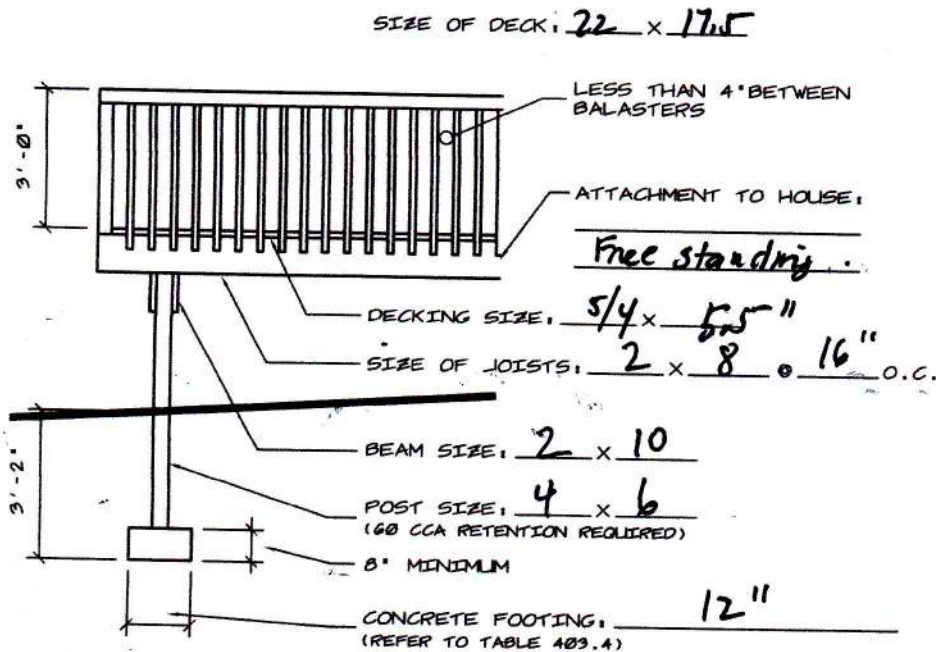 SIZE OF DECK: 22 × 17.5
LESS THAN 4" BETWEEN
BALASTERS
3'-0"
ATTACHMENT TO HOUSE:
Free standing.
DECKING SIZE: 5/4 × 5.5"
SIZE OF JOISTS: 2 × 8 @ 16" O.C.
BEAM SIZE: 2 × 10
3'-2"
POST SIZE: 4 × 6
(60 CCA RETENTION REQUIRED)
8" MINIMUM
CONCRETE FOOTING: 12"
(REFER TO TABLE 403.4)